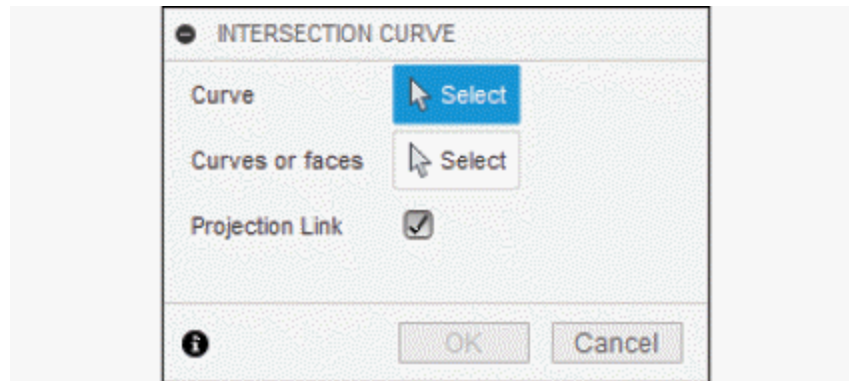 INTERSECTION CURVE
Curve Select
Curves or faces Select
Projection Link
OK Cancel